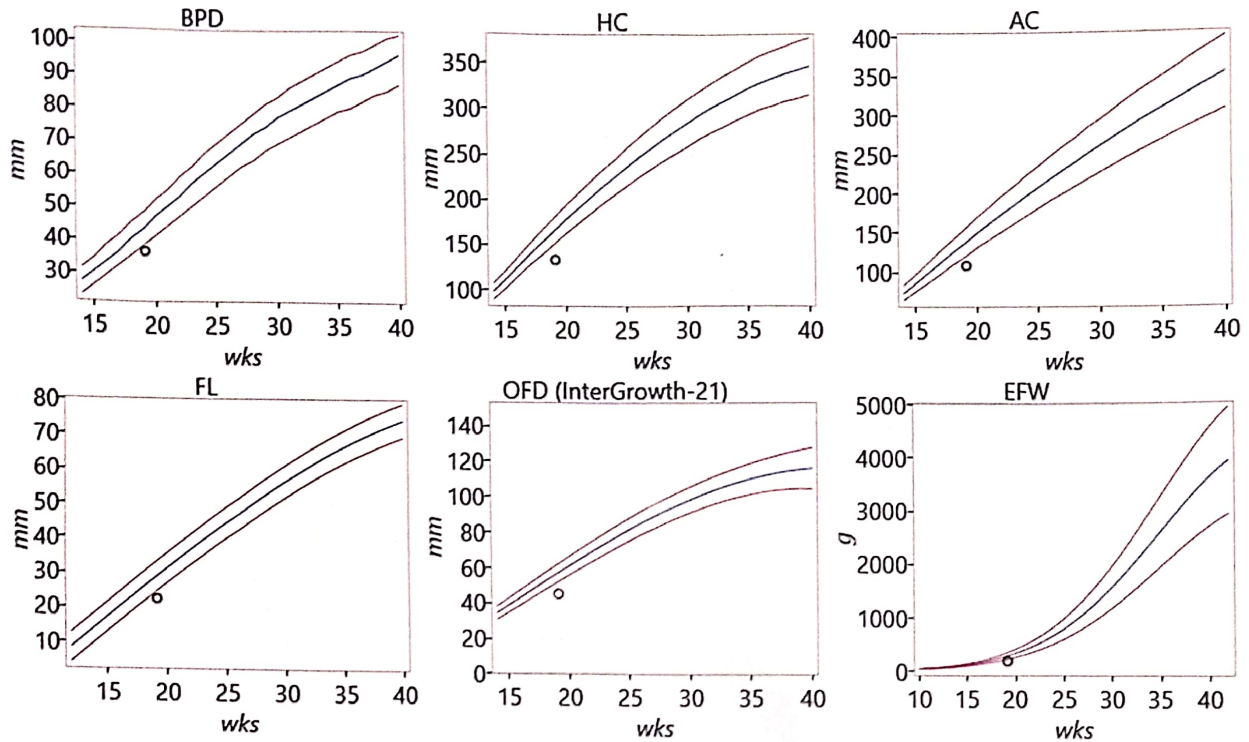 BPD
100
90
80
70
60
50
40
30
mm
15 20 25 30 35 40
wks
HC
350
300
250
200
150
100
mm
15 20 25 30 35 40
wks
AC
400
350
300
250
200
150
100
mm
15 20 25 30 35 40
wks
FL
80
70
60
50
40
30
20
10
mm
15 20 25 30 35 40
wks
OFD (InterGrowth-21)
140
120
100
80
60
40
20
0
mm
15 20 25 30 35 40
wks
EFW
5000
4000
3000
2000
1000
0
g
10 15 20 25 30 35 40
wks